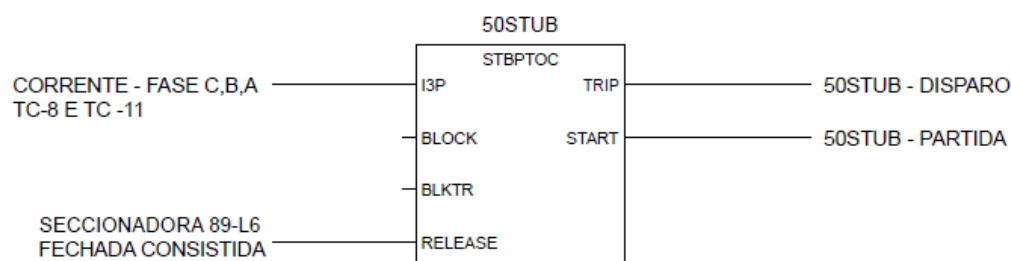 50STUB
STBPTOC
CORRENTE - FASE C,B,A
TC-8 E TC -11
I3P
TRIP
50STUB - DISPARO
BLOCK
START
50STUB - PARTIDA
BLKTR
SECCIONADORA 89-L6
FECHADA CONSISTIDA
RELEASE